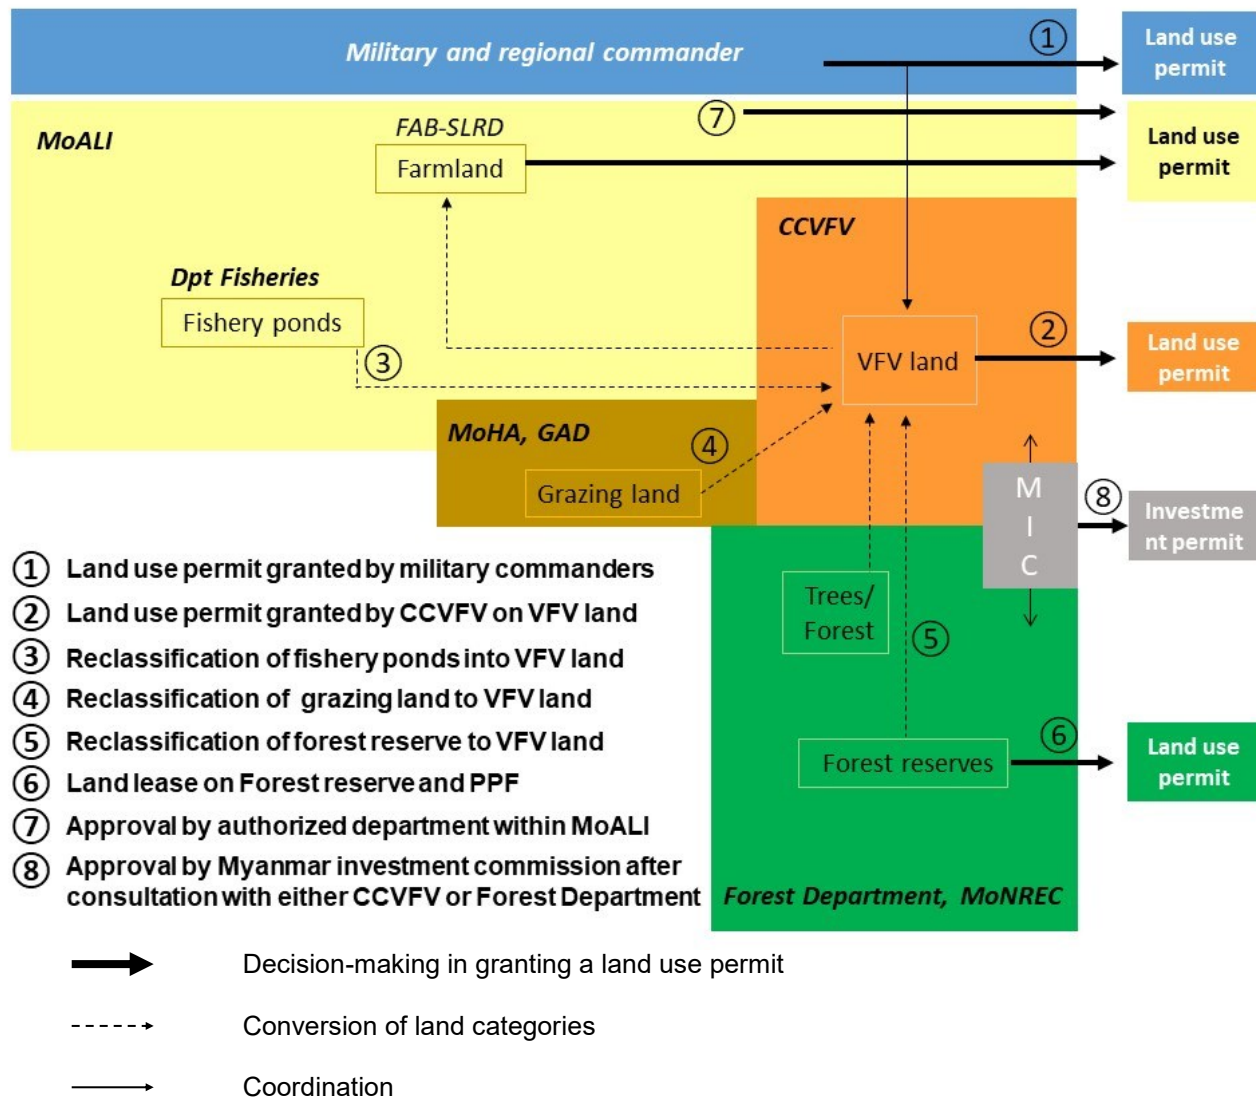 Military and regional commander
①
Land use
permit
MoALI
FAB-SLRD
Farmland
⑦
Land use
permit
CCVFV
Dpt Fisheries
Fishery ponds
③
VFV land
②
Land use
permit
MoHA, GAD
④
Grazing land
M
I
C
⑧
Investme
nt permit
Trees/
Forest
⑤
Forest reserves
⑥
Land use
permit
Forest Department, MoNREC
① Land use permit granted by military commanders
② Land use permit granted by CCVFV on VFV land
③ Reclassification of fishery ponds into VFV land
④ Reclassification of grazing land to VFV land
⑤ Reclassification of forest reserve to VFV land
⑥ Land lease on Forest reserve and PPF
⑦ Approval by authorized department within MoALI
⑧ Approval by Myanmar investment commission after
consultation with either CCVFV or Forest Department
Decision-making in granting a land use permit
Conversion of land categories
Coordination